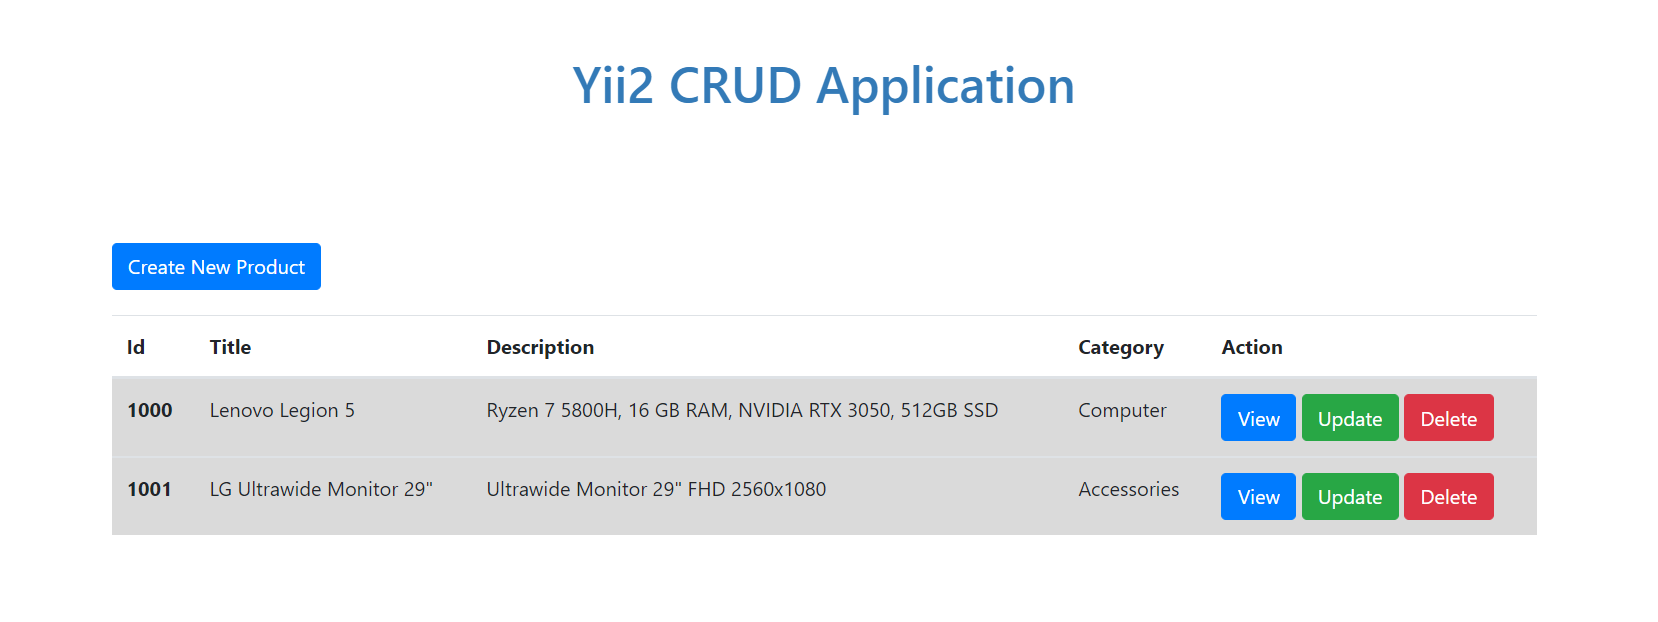 Yii2 CRUD Application
Create New Product
Id Title Description Category Action
1000 Lenovo Legion 5 Ryzen 7 5800H, 16 GB RAM, NVIDIA RTX 3050, 512GB SSD Computer View Update Delete
1001 LG Ultrawide Monitor 29" Ultrawide Monitor 29" FHD 2560x1080 Accessories View Update Delete